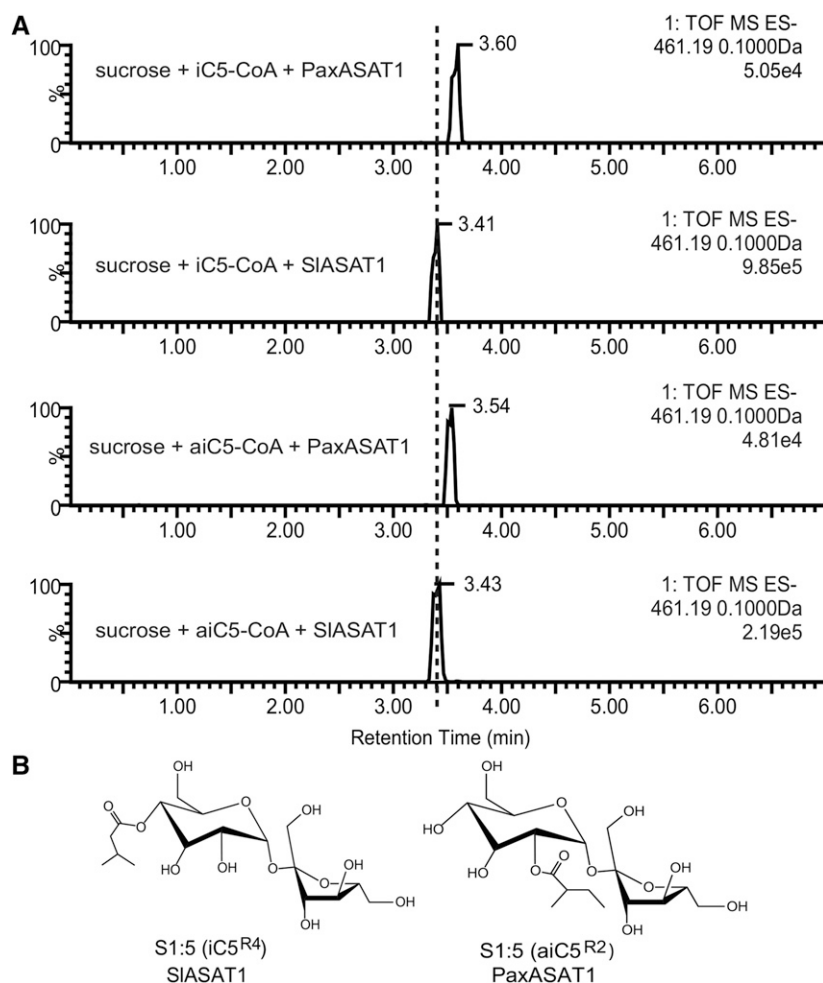 A
100
%
0
sucrose + iC5-CoA + PaxASAT1
3.60
1: TOF MS ES-
461.19 0.1000Da
5.05e4
1.00 2.00 3.00 4.00 5.00 6.00
100
%
0
sucrose + iC5-CoA + SlASAT1
3.41
1: TOF MS ES-
461.19 0.1000Da
9.85e5
1.00 2.00 3.00 4.00 5.00 6.00
100
%
0
sucrose + aiC5-CoA + PaxASAT1
3.54
1: TOF MS ES-
461.19 0.1000Da
4.81e4
1.00 2.00 3.00 4.00 5.00 6.00
100
%
0
sucrose + aiC5-CoA + SlASAT1
3.43
1: TOF MS ES-
461.19 0.1000Da
2.19e5
1.00 2.00 3.00 4.00 5.00 6.00
Retention Time (min)
B
OH
O
O
O
OH
HO
OH
O
OH
O
OH
OH
S1:5 (iC5R4)
SlASAT1
OH
O
HO
OH
HO
O
O
O
OH
O
OH
OH
S1:5 (aiC5R2)
PaxASAT1